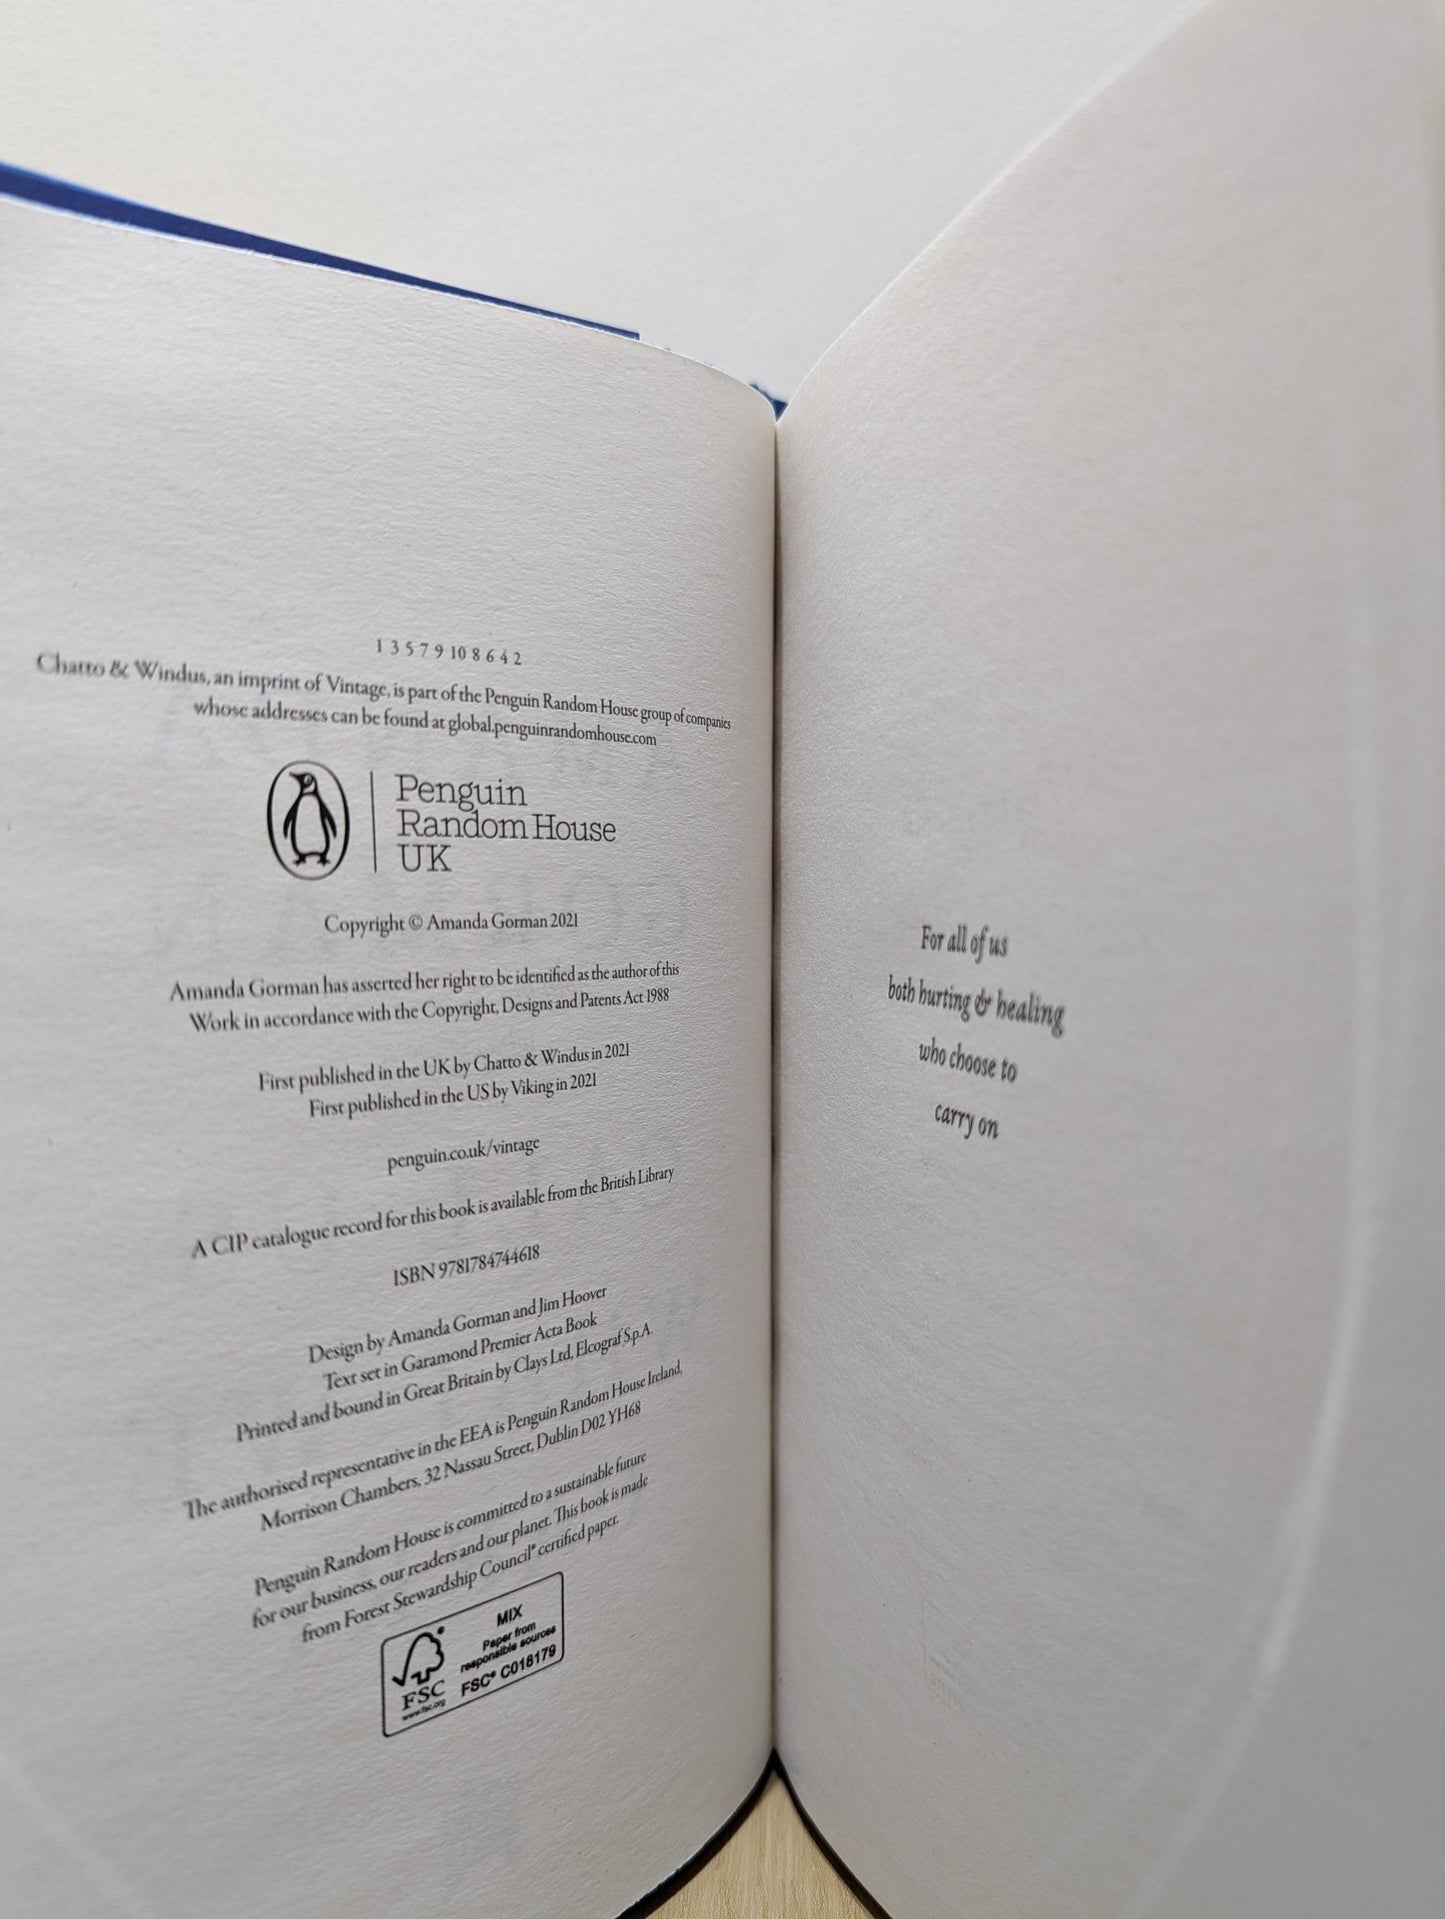 1 3 5 7 9 10 8 6 4 2
Chatto & Windus, an imprint of Vintage, is part of the Penguin Random House group of companies
whose addresses can be found at global.penguinrandomhouse.com
Penguin
Random House
UK
Copyright © Amanda Gorman 2021
Amanda Gorman has asserted her right to be identified as the author of this
Work in accordance with the Copyright, Designs and Patents Act 1988
First published in the UK by Chatto & Windus in 2021
First published in the US by Viking in 2021
penguin.co.uk/vintage
A CIP catalogue record for this book is available from the British Library
ISBN 9781784744618
Design by Amanda Gorman and Jim Hoover
Text set in Garamond Premier Acta Book
Printed and bound in Great Britain by Clays Ltd, Elcograf S.p.A.
The authorised representative in the EEA is Penguin Random House Ireland,
Morrison Chambers, 32 Nassau Street, Dublin D02 YH68
Penguin Random House is committed to a sustainable future
for our business, our readers and our planet. This book is made
from Forest Stewardship Council® certified paper.
FSC
www.fsc.org
MIX
Paper from
responsible sources
FSC® C018179
For all of us
both hurting & healing
who choose to
carry on